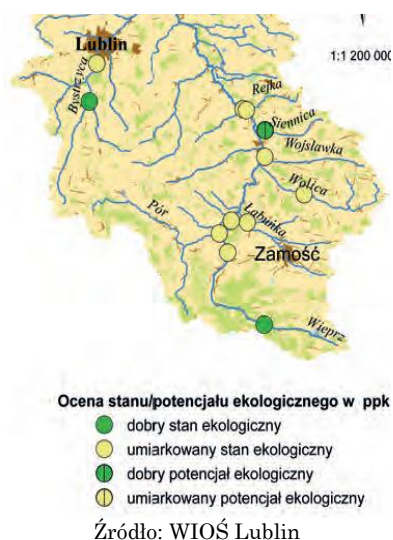 Lublin
1:1 200 000
Bystrzyca
Rejka
Siennica
Wojsławka
Wolica
Pór
Łabuńka
Zamość
Wieprz
Ocena stanu/potencjału ekologicznego w ppk
dobry stan ekologiczny
umiarkowany stan ekologiczny
dobry potencjał ekologiczny
umiarkowany potencjał ekologiczny
Źródło: WIOŚ Lublin